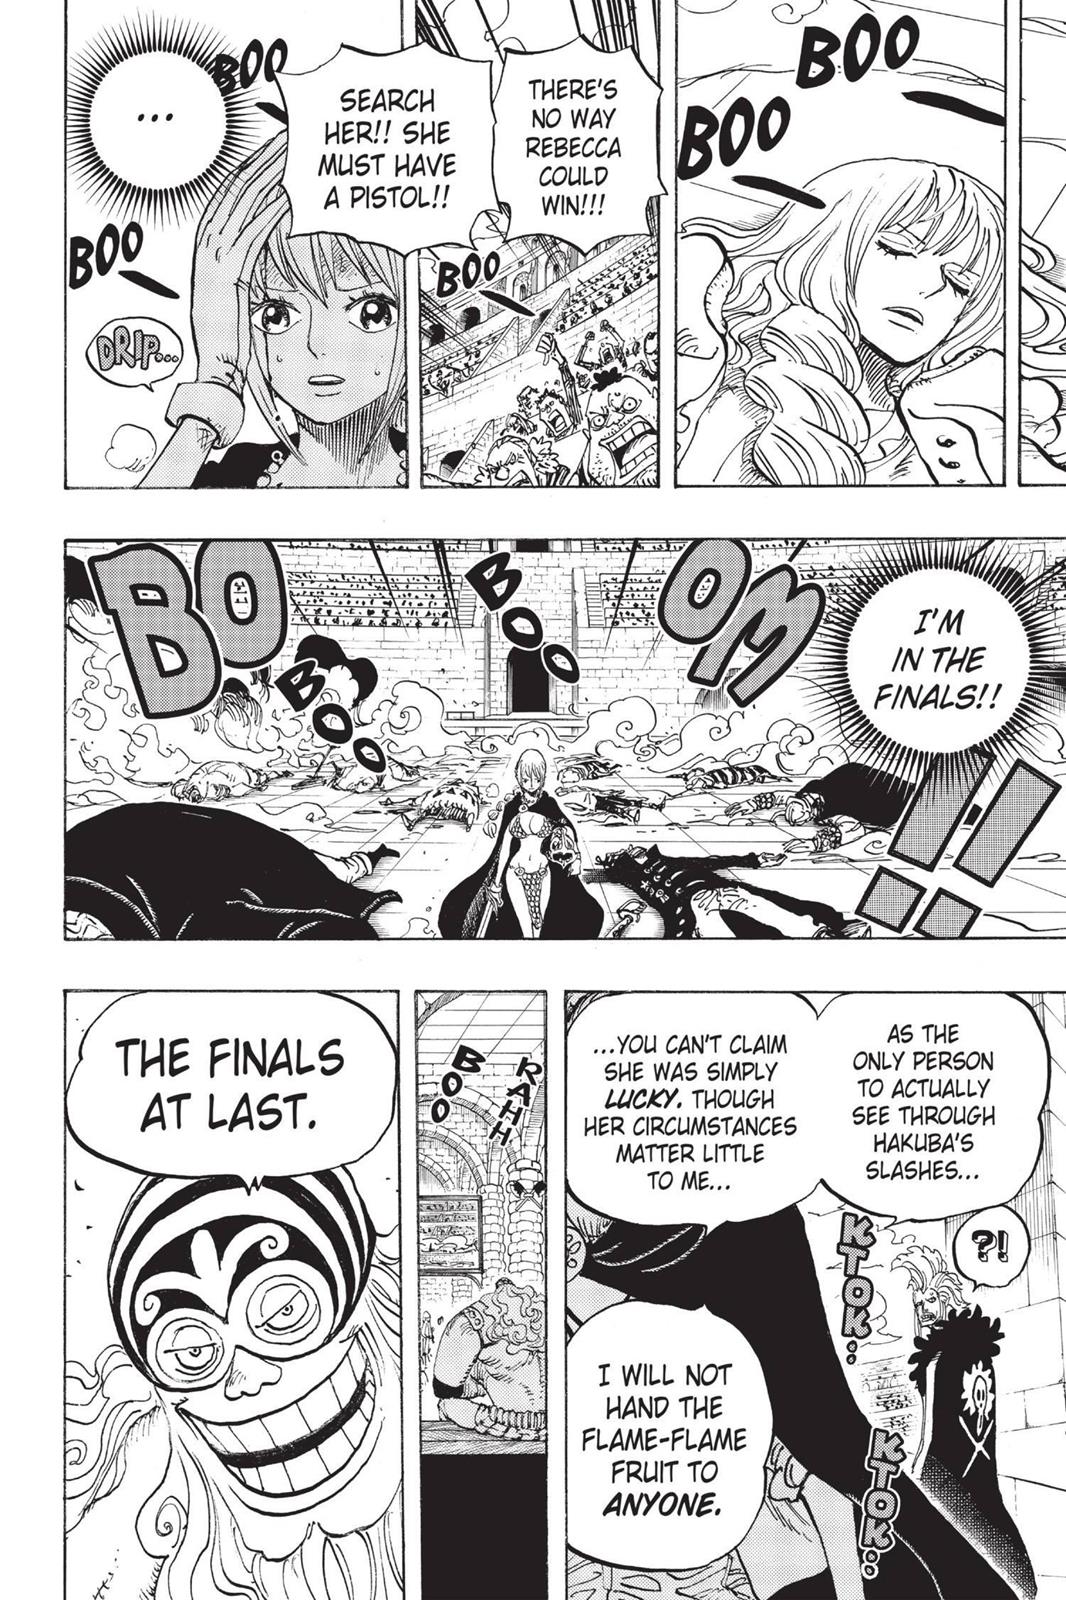 BOO
BOO
THERE'S
NO WAY
REBECCA
COULD
WIN!!!
SEARCH
HER!! SHE
MUST HAVE
A PISTOL!!
BOO
BOO
...
BOO
DRIP...
I'M
IN THE
FINALS!!
BOOM
BOO
BOO
!!
AS THE
ONLY PERSON
TO ACTUALLY
SEE THROUGH
HAKUBA'S
SLASHES...
...YOU CAN'T CLAIM
SHE WAS SIMPLY
LUCKY. THOUGH
HER CIRCUMSTANCES
MATTER LITTLE
TO ME...
?!
KTOK..
KTOK..
I WILL NOT
HAND THE
FLAME-FLAME
FRUIT TO
ANYONE.
RAHH
BOO
THE FINALS
AT LAST.